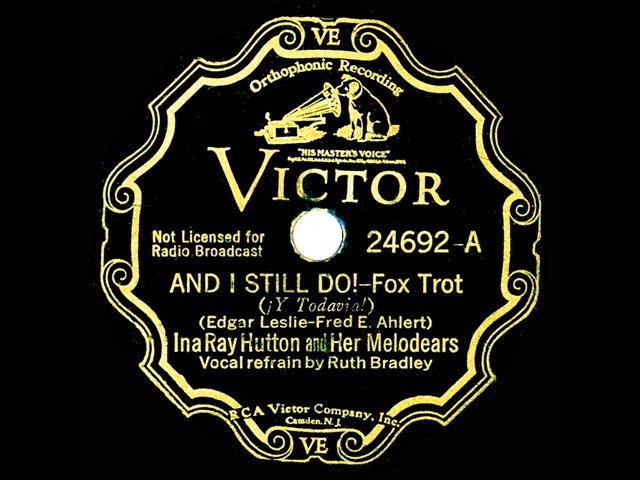 VE
Orthophonic Recording
"HIS MASTER'S VOICE"
VICTOR
Not Licensed for
Radio Broadcast
24692-A
AND I STILL DO!-Fox Trot
(¡Y Todavia!)
(Edgar Leslie-Fred E. Ahlert)
Ina Ray Hutton and Her Melodears
Vocal refrain by Ruth Bradley
RCA Victor Company, Inc.
Camden, N. J.
VE